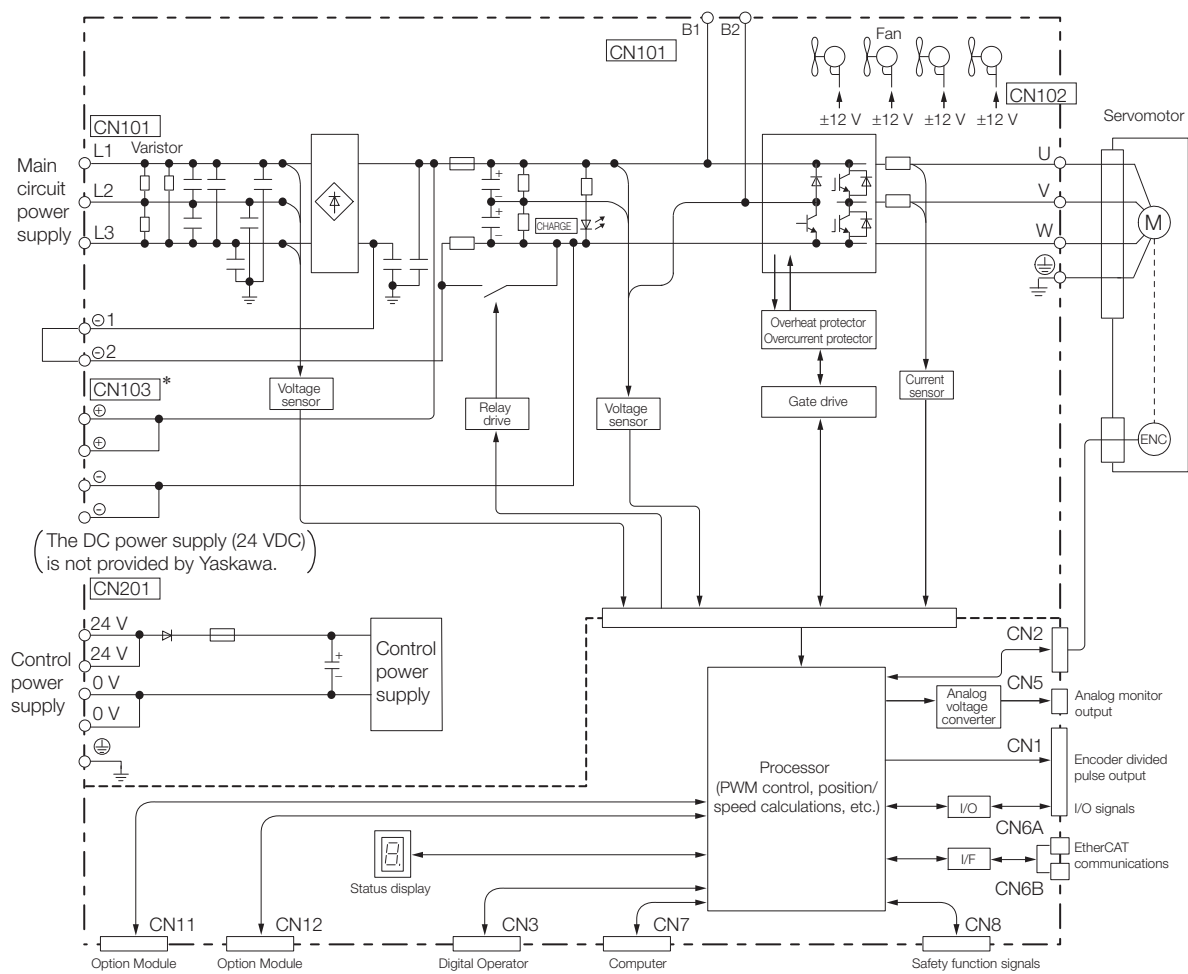 B1
B2
CN101
Fan
±12 V
±12 V
±12 V
±12 V
CN102
Servomotor
CN101
L1
Varistor
Main
circuit
power
supply
L2
L3
U
V
W
M
CHARGE
+
−
+
−
⊖1
⊖2
CN103*
⊕
⊕
⊖
⊖
Voltage
sensor
Relay
drive
Voltage
sensor
Overheat protector
Overcurrent protector
Gate drive
Current
sensor
ENC
(The DC power supply (24 VDC)
is not provided by Yaskawa.)
CN201
24 V
24 V
0 V
0 V
Control
power
supply
+
−
Control
power
supply
CN2
CN5
Analog
voltage
converter
Analog monitor
output
CN1
Encoder divided
pulse output
Processor
(PWM control, position/
speed calculations, etc.)
I/O
I/O signals
CN6A
I/F
EtherCAT
communications
CN6B
8.
Status display
CN11
CN12
CN3
CN7
CN8
Option Module
Option Module
Digital Operator
Computer
Safety function signals